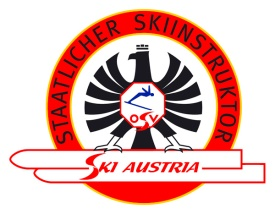 STAATLICHER SKIINSTRUKTOR
ÖSV
SKI AUSTRIA